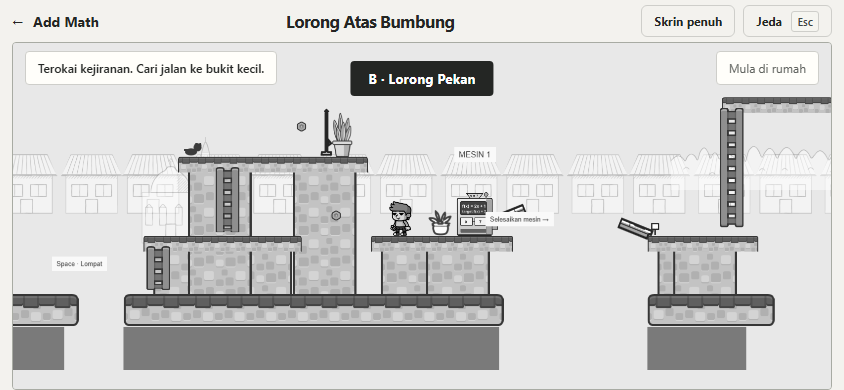 ← Add Math
Lorong Atas Bumbung
Skrin penuh
Jeda Esc
Terokai kejiranan. Cari jalan ke bukit kecil.
B · Lorong Pekan
Mula di rumah
MESIN 1
Selesaikan mesin →
Space · Lompat